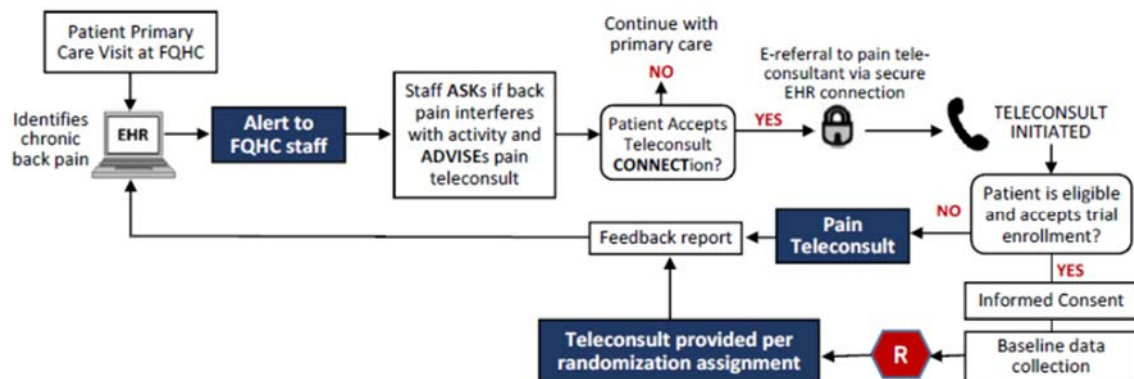 Patient Primary
Care Visit at FQHC
Identifies
chronic
back pain
EHR
Alert to
FQHC staff
Staff ASKs if back
pain interferes
with activity and
ADVISEs pain
teleconsult
Continue with
primary care
NO
Patient Accepts
Teleconsult
CONNECTion?
YES
E-referral to pain tele-
consultant via secure
EHR connection
TELECONSULT
INITIATED
Patient is eligible
and accepts trial
enrollment?
NO
Pain
Teleconsult
Feedback report
YES
Informed Consent
Baseline data
collection
R
Teleconsult provided per
randomization assignment